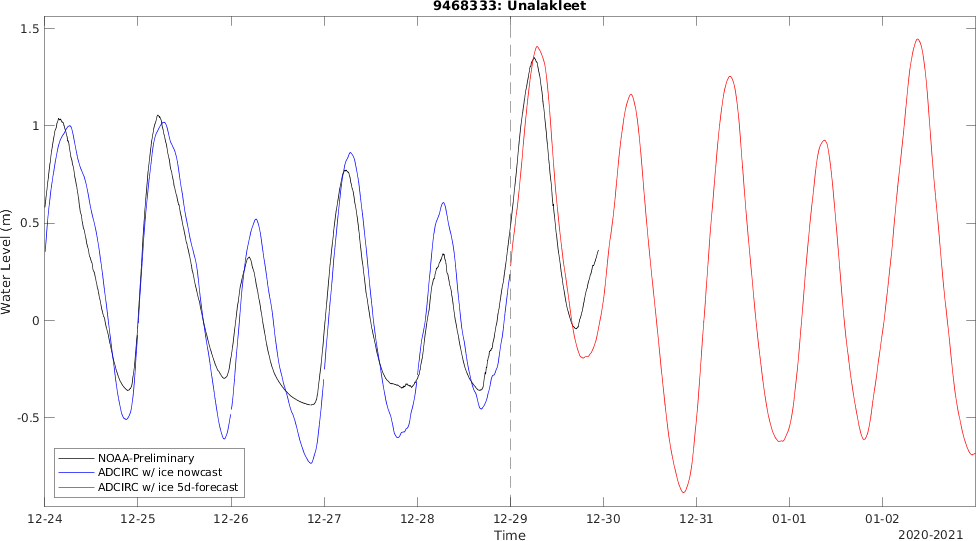 9468333: Unalakleet
Water Level (m)
1.5
1
0.5
0
-0.5
NOAA-Preliminary
ADCIRC w/ ice nowcast
ADCIRC w/ ice 5d-forecast
12-24 12-25 12-26 12-27 12-28 12-29 12-30 12-31 01-01 01-02
Time
2020-2021